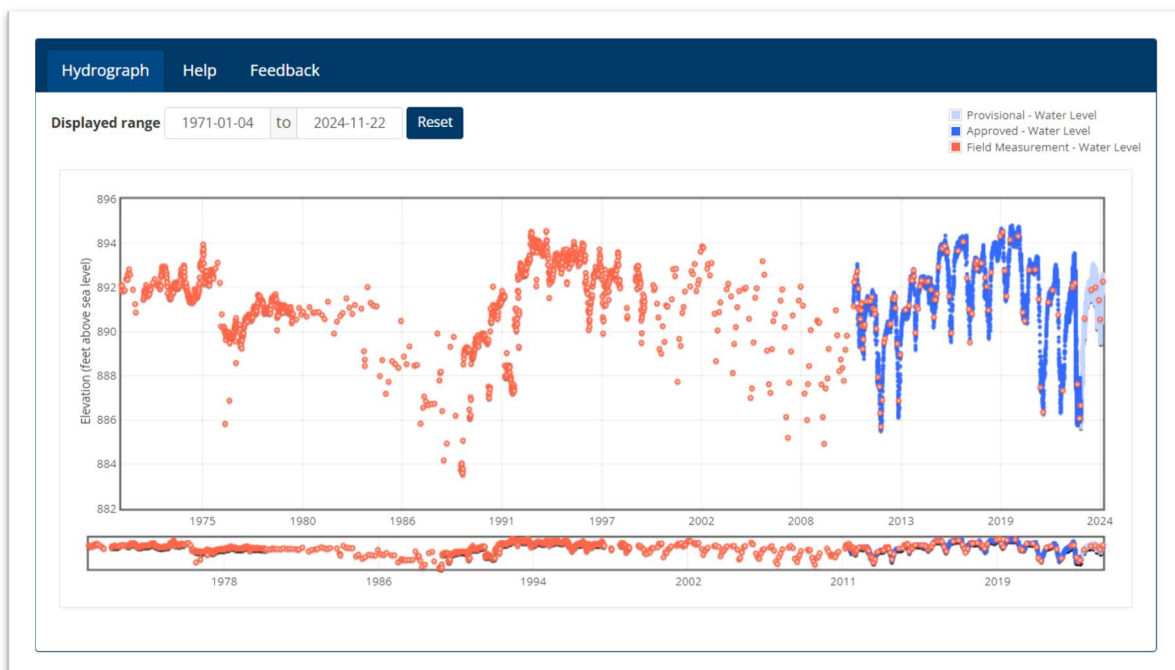 Hydrograph Help Feedback
Displayed range 1971-01-04 to 2024-11-22 Reset
Provisional - Water Level
Approved - Water Level
Field Measurement - Water Level
Elevation (feet above sea level)
896
894
892
890
888
886
884
882
1975 1980 1986 1991 1997 2002 2008 2013 2019 2024
1978 1986 1994 2002 2011 2019